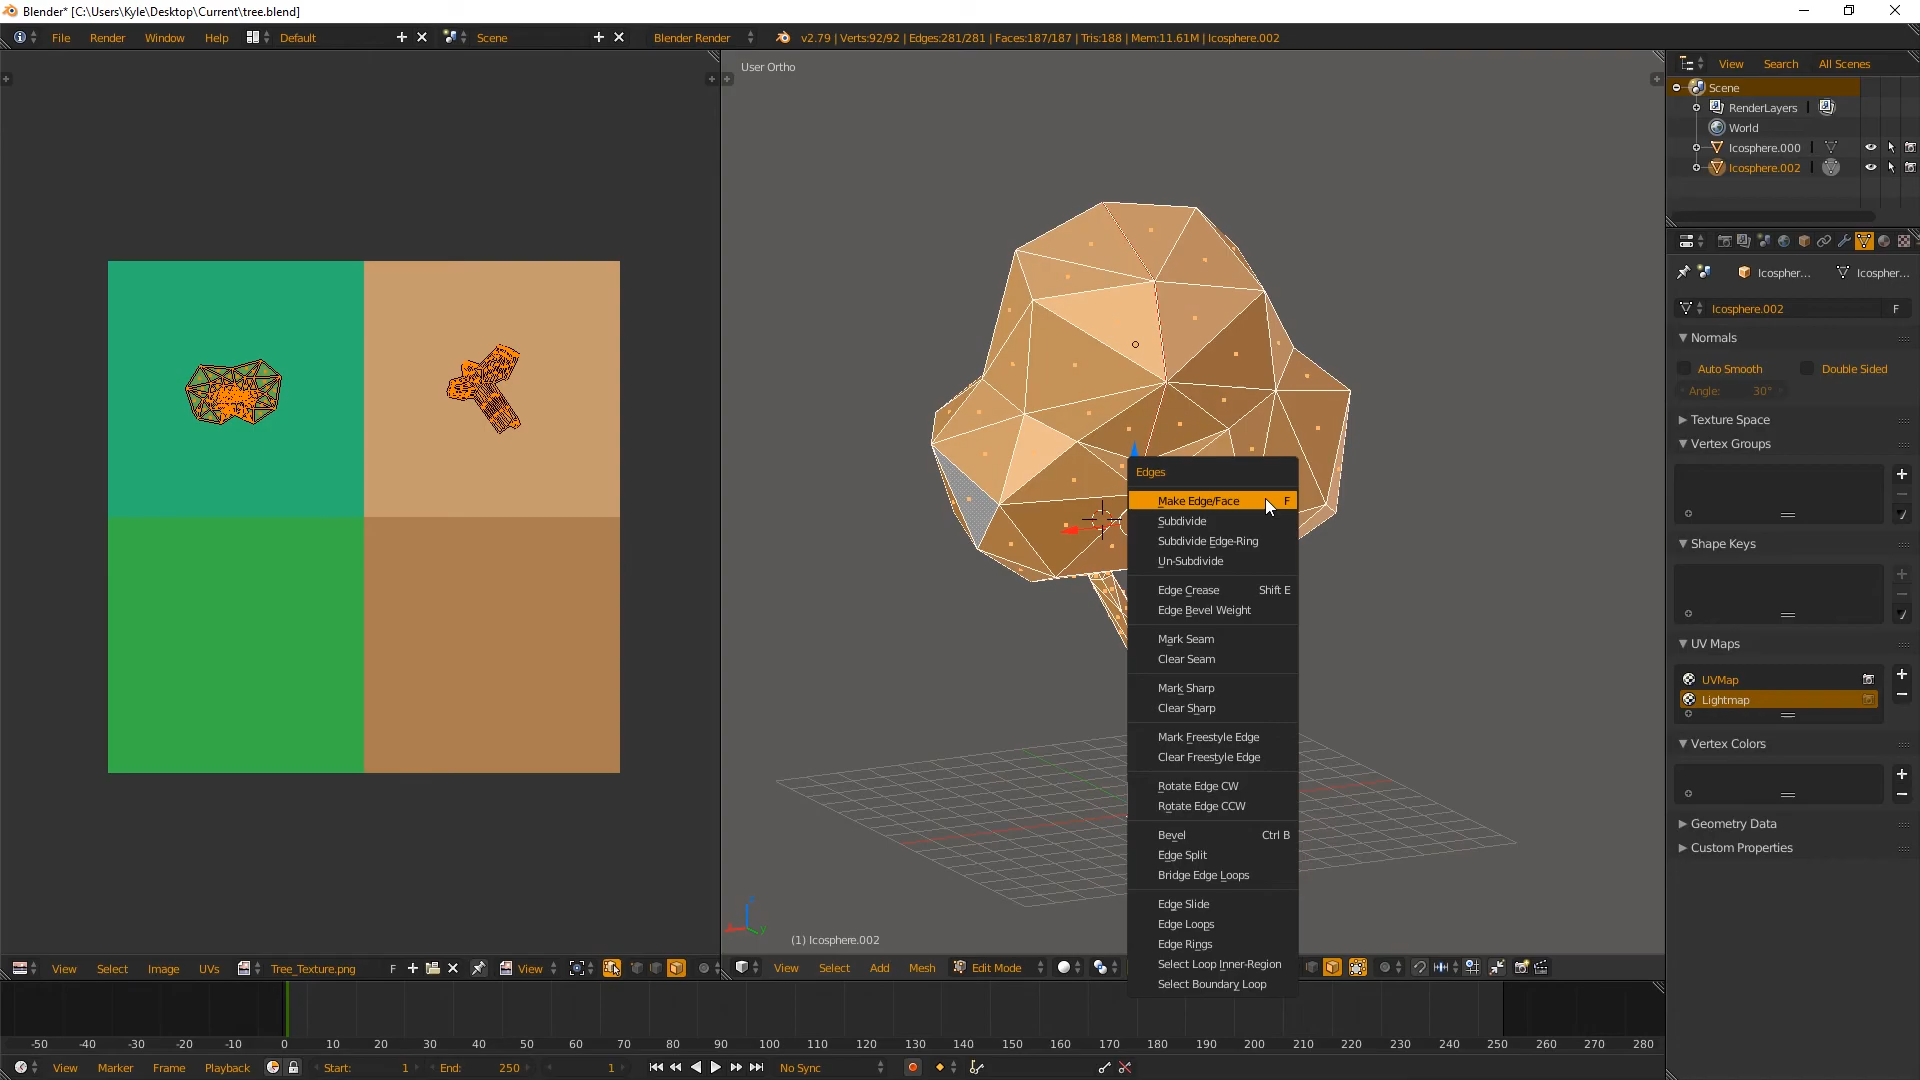 Blender* [C:\Users\Kyle\Desktop\Current\tree.blend]
File Render Window Help Default Scene Blender Render v2.79 | Verts:92/92 | Edges:281/281 | Faces:187/187 | Tris:188 | Mem:11.61M | Icosphere.002
User Ortho
View Search All Scenes
Scene
RenderLayers
World
Icosphere.000
Icosphere.002
Icospher... Icospher...
Icosphere.002 F
Normals
Auto Smooth Double Sided
Angle: 30°
Texture Space
Vertex Groups
Shape Keys
UV Maps
UVMap
Lightmap
Vertex Colors
Geometry Data
Custom Properties
Edges
Make Edge/Face F
Subdivide
Subdivide Edge-Ring
Un-Subdivide
Edge Crease Shift E
Edge Bevel Weight
Mark Seam
Clear Seam
Mark Sharp
Clear Sharp
Mark Freestyle Edge
Clear Freestyle Edge
Rotate Edge CW
Rotate Edge CCW
Bevel Ctrl B
Edge Split
Bridge Edge Loops
Edge Slide
Edge Loops
Edge Rings
Select Loop Inner-Region
Select Boundary Loop
(1) Icosphere.002
View Select Image UVs Tree_Texture.png F View
View Select Add Mesh Edit Mode
-50 -40 -30 -20 -10 0 10 20 30 40 50 60 70 80 90 100 110 120 130 140 150 160 170 180 190 200 210 220 230 240 250 260 270 280
View Marker Frame Playback Start: 1 End: 250 1 No Sync